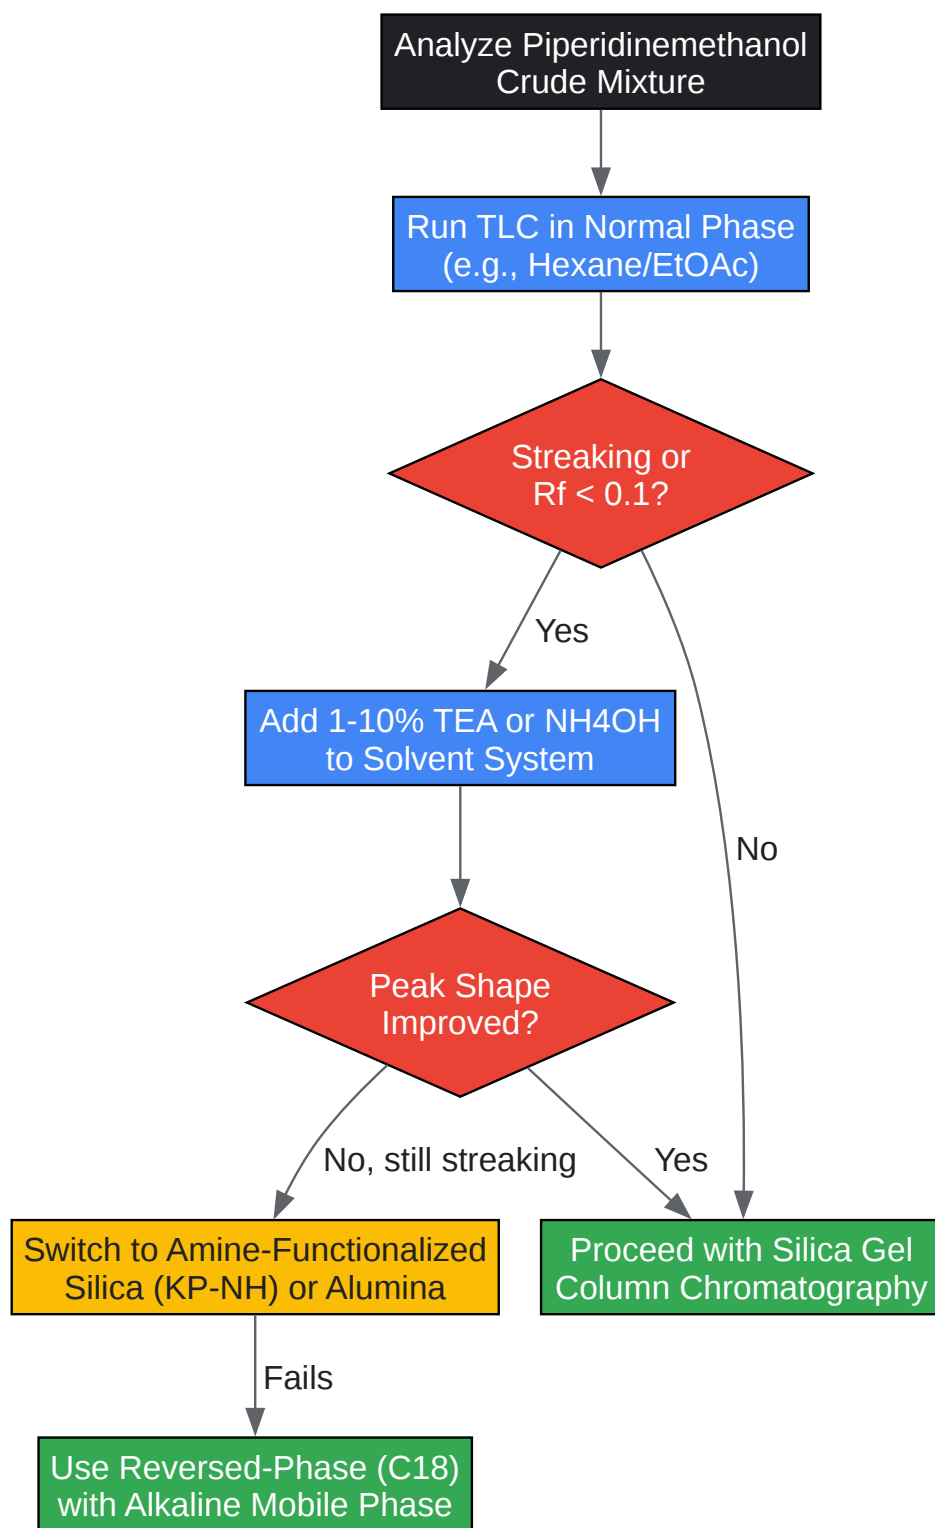 Analyze Piperidinemethanol
Crude Mixture
Run TLC in Normal Phase
(e.g., Hexane/EtOAc)
Streaking or
Rf < 0.1?
Yes
Add 1-10% TEA or NH4OH
to Solvent System
No
Peak Shape
Improved?
No, still streaking
Yes
Switch to Amine-Functionalized
Silica (KP-NH) or Alumina
Proceed with Silica Gel
Column Chromatography
Fails
Use Reversed-Phase (C18)
with Alkaline Mobile Phase